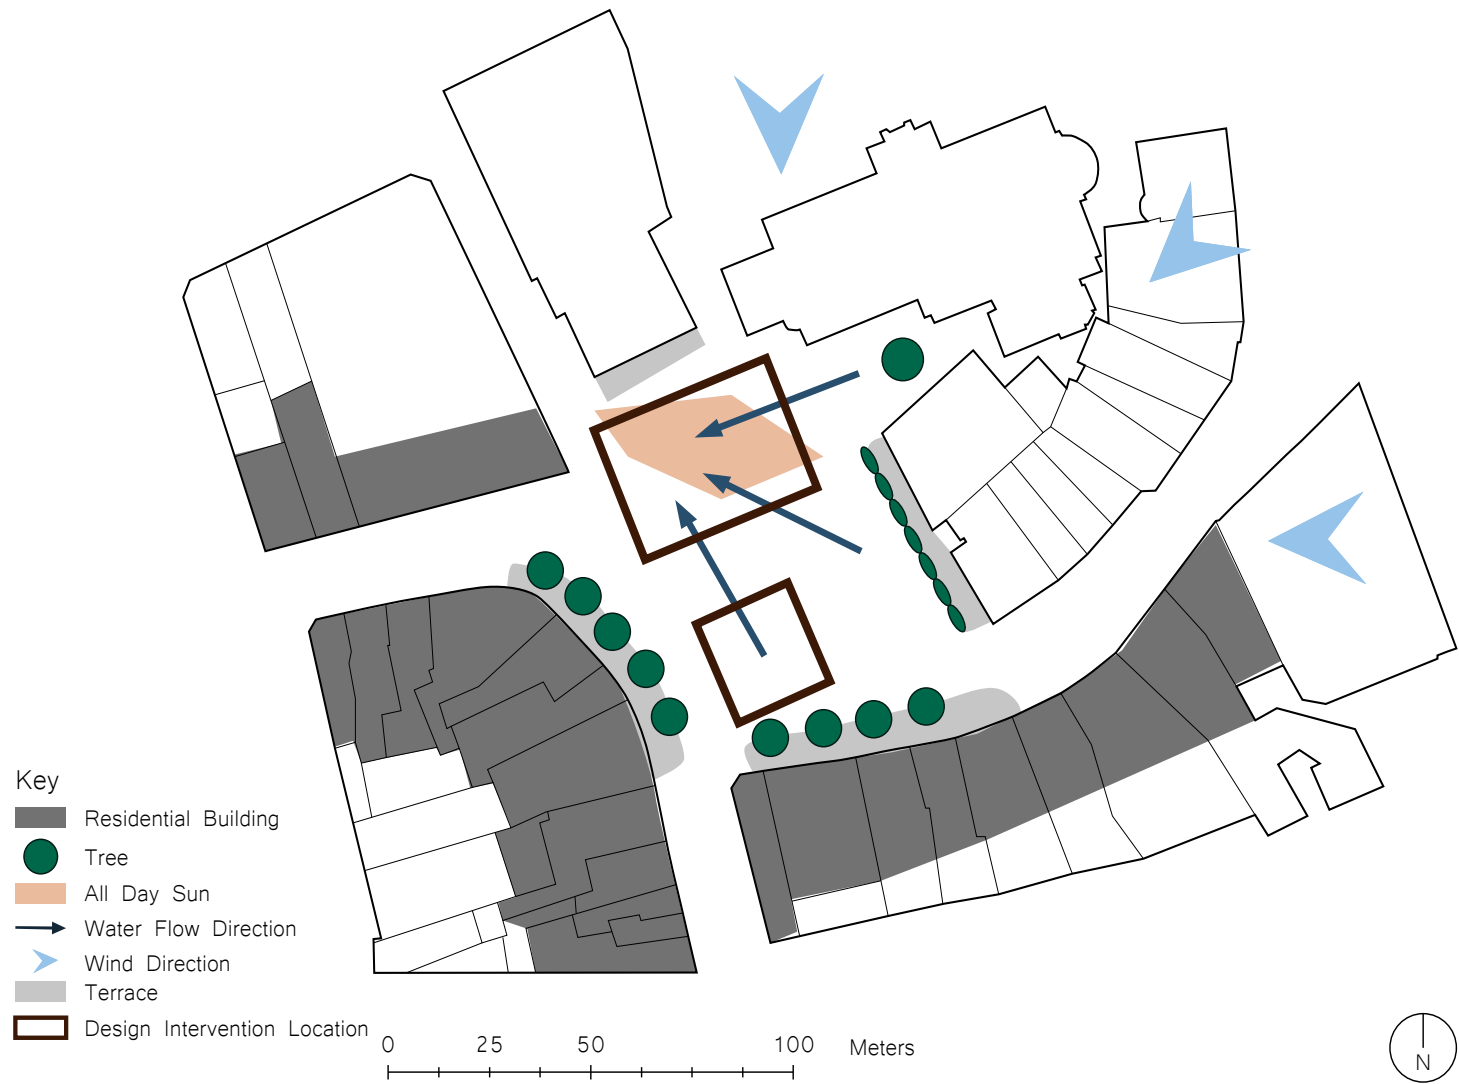 Key
Residential Building
Tree
All Day Sun
Water Flow Direction
Wind Direction
Terrace
Design Intervention Location
0 25 50 100 Meters
N